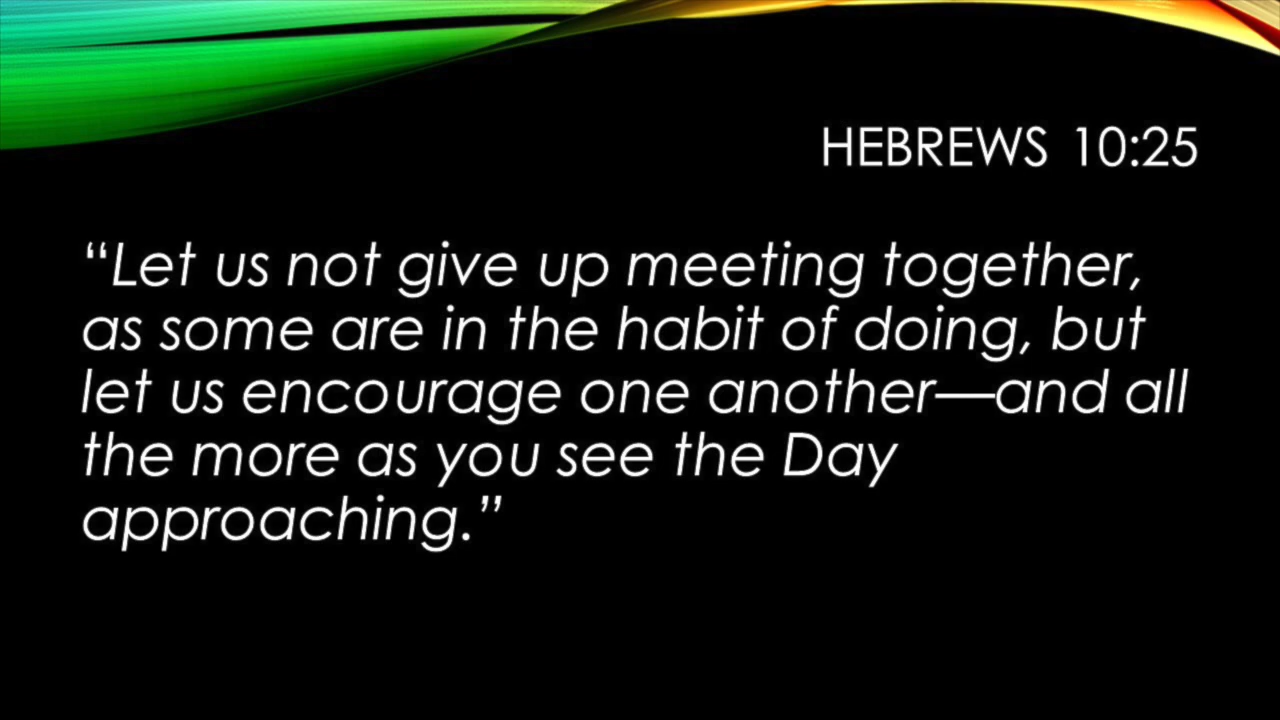 HEBREWS 10:25
“Let us not give up meeting together,
as some are in the habit of doing, but
let us encourage one another—and all
the more as you see the Day
approaching.”